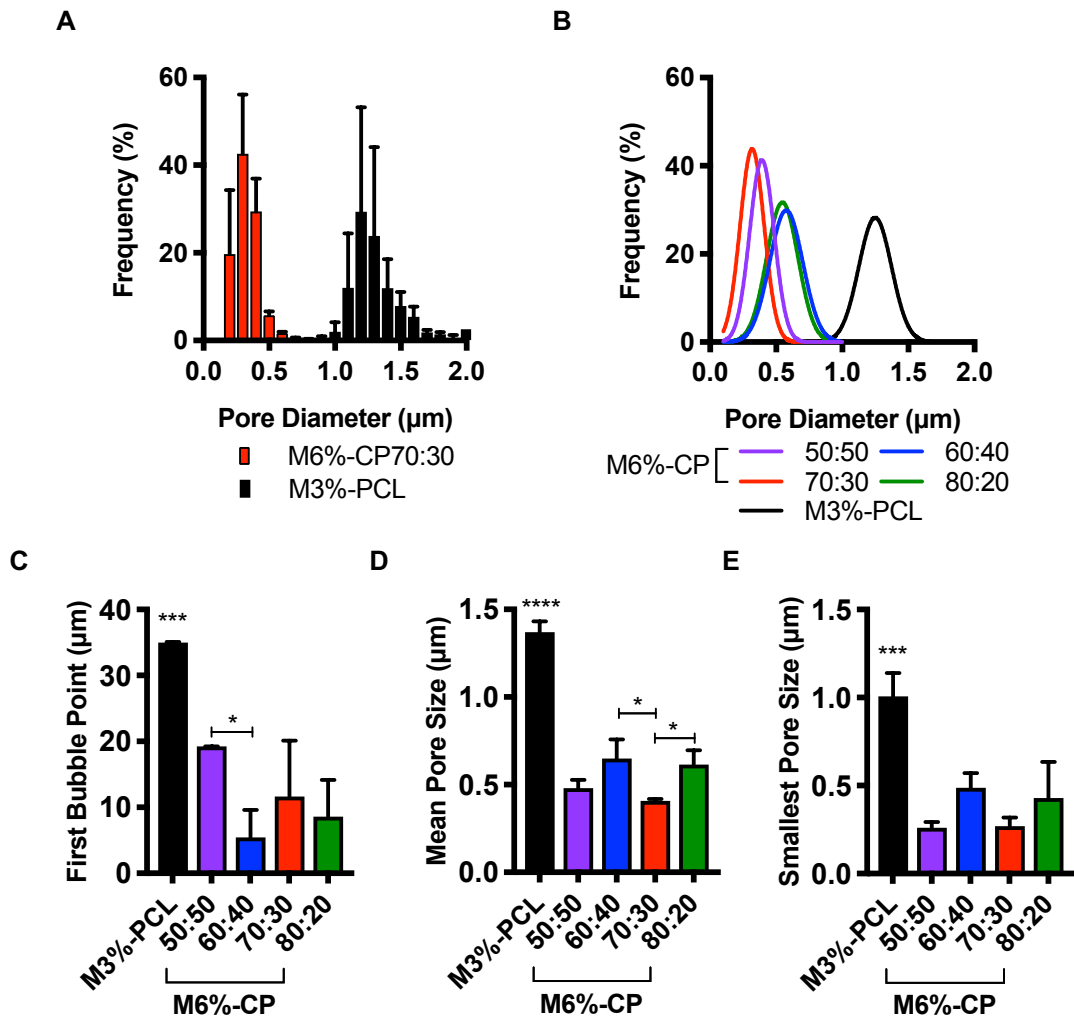 A
60
40
20
0
Frequency (%)
0.0 0.5 1.0 1.5 2.0
Pore Diameter (µm)
M6%-CP70:30
M3%-PCL
B
60
40
20
0
Frequency (%)
0.0 0.5 1.0 1.5 2.0
Pore Diameter (µm)
M6%-CP
50:50 60:40
70:30 80:20
M3%-PCL
C
40
30
20
10
0
First Bubble Point (µm)
***
*
M3%-PCL 50:50 60:40 70:30 80:20
M6%-CP
D
1.5
1.0
0.5
0.0
Mean Pore Size (µm)
****
*
*
M3%-PCL 50:50 60:40 70:30 80:20
M6%-CP
E
1.5
1.0
0.5
0.0
Smallest Pore Size (µm)
***
M3%-PCL 50:50 60:40 70:30 80:20
M6%-CP